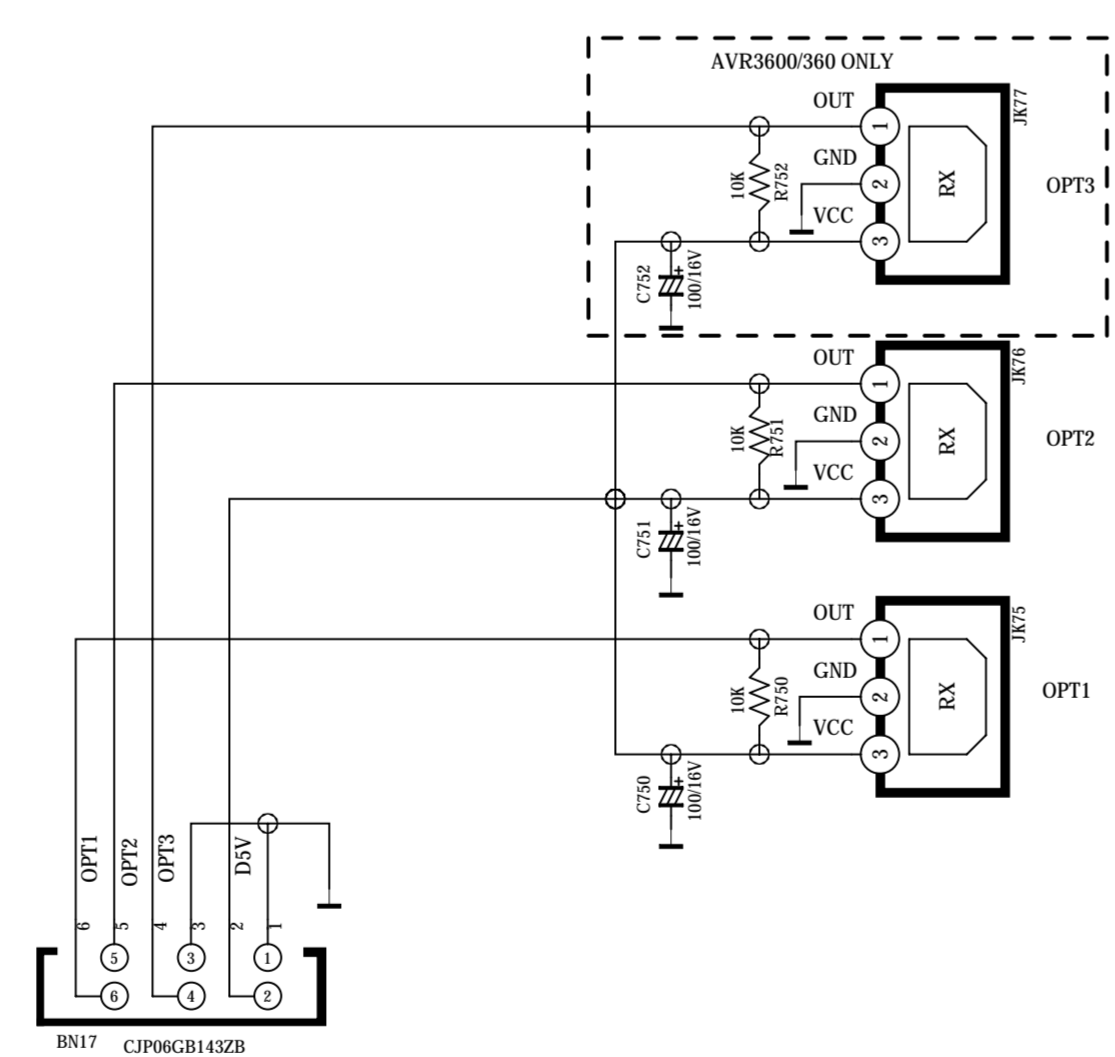 AVR3600/360 ONLY
OUT
1
JK77
GND
2
RX
OPT3
10K
R752
VCC
3
C752
+
100/16V
OUT
1
JK76
GND
2
RX
OPT2
10K
R751
VCC
3
C751
+
100/16V
OUT
1
JK75
GND
2
RX
OPT1
10K
R750
VCC
3
C750
+
100/16V
OPT1
OPT2
OPT3
D5V
6
5
4
3
2
1
5
3
1
6
4
2
BN17
CJP06GB143ZB